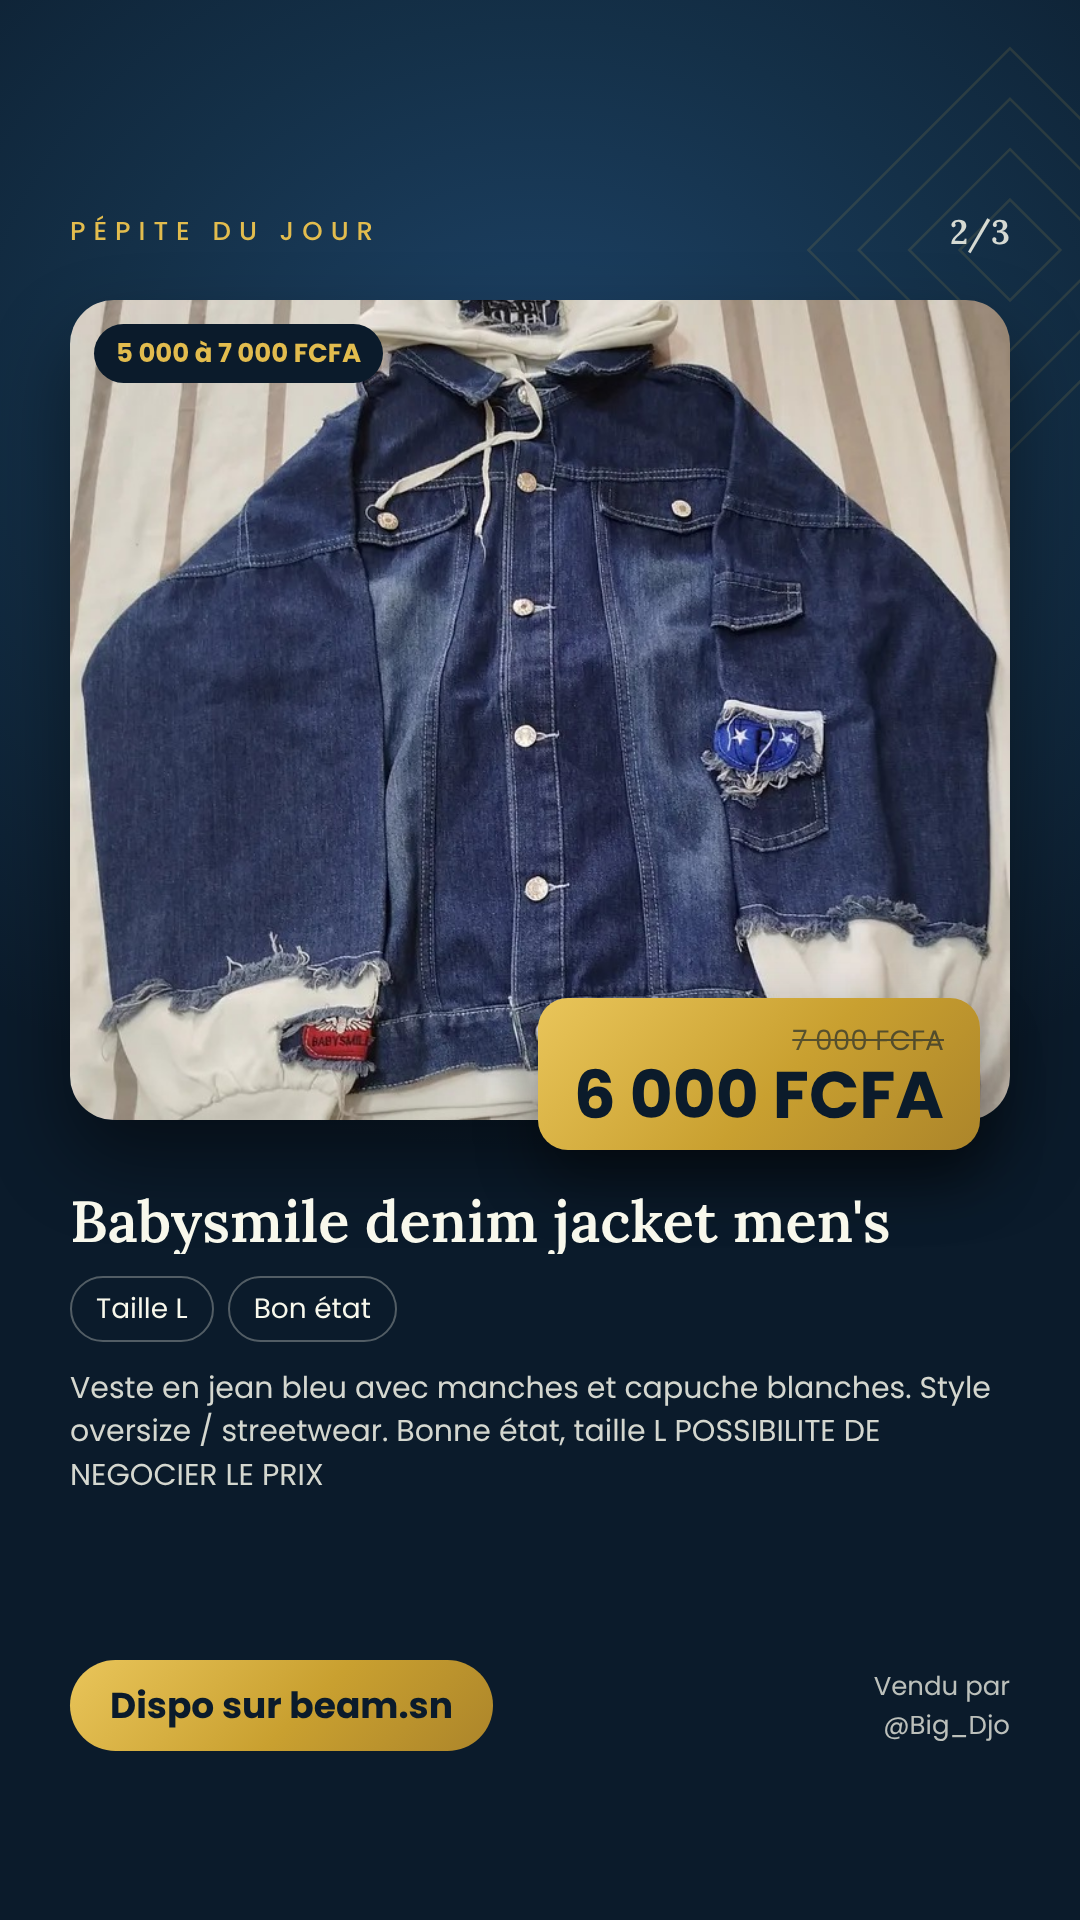 PÉPITE DU JOUR
2/3
5 000 à 7 000 FCFA
BABYSMILE
7 000 FCFA
6 000 FCFA
Babysmile denim jacket men's
Taille L
Bon état
Veste en jean bleu avec manches et capuche blanches. Style
oversize / streetwear. Bonne état, taille L POSSIBILITE DE
NEGOCIER LE PRIX
Dispo sur beam.sn
Vendu par
@Big_Djo